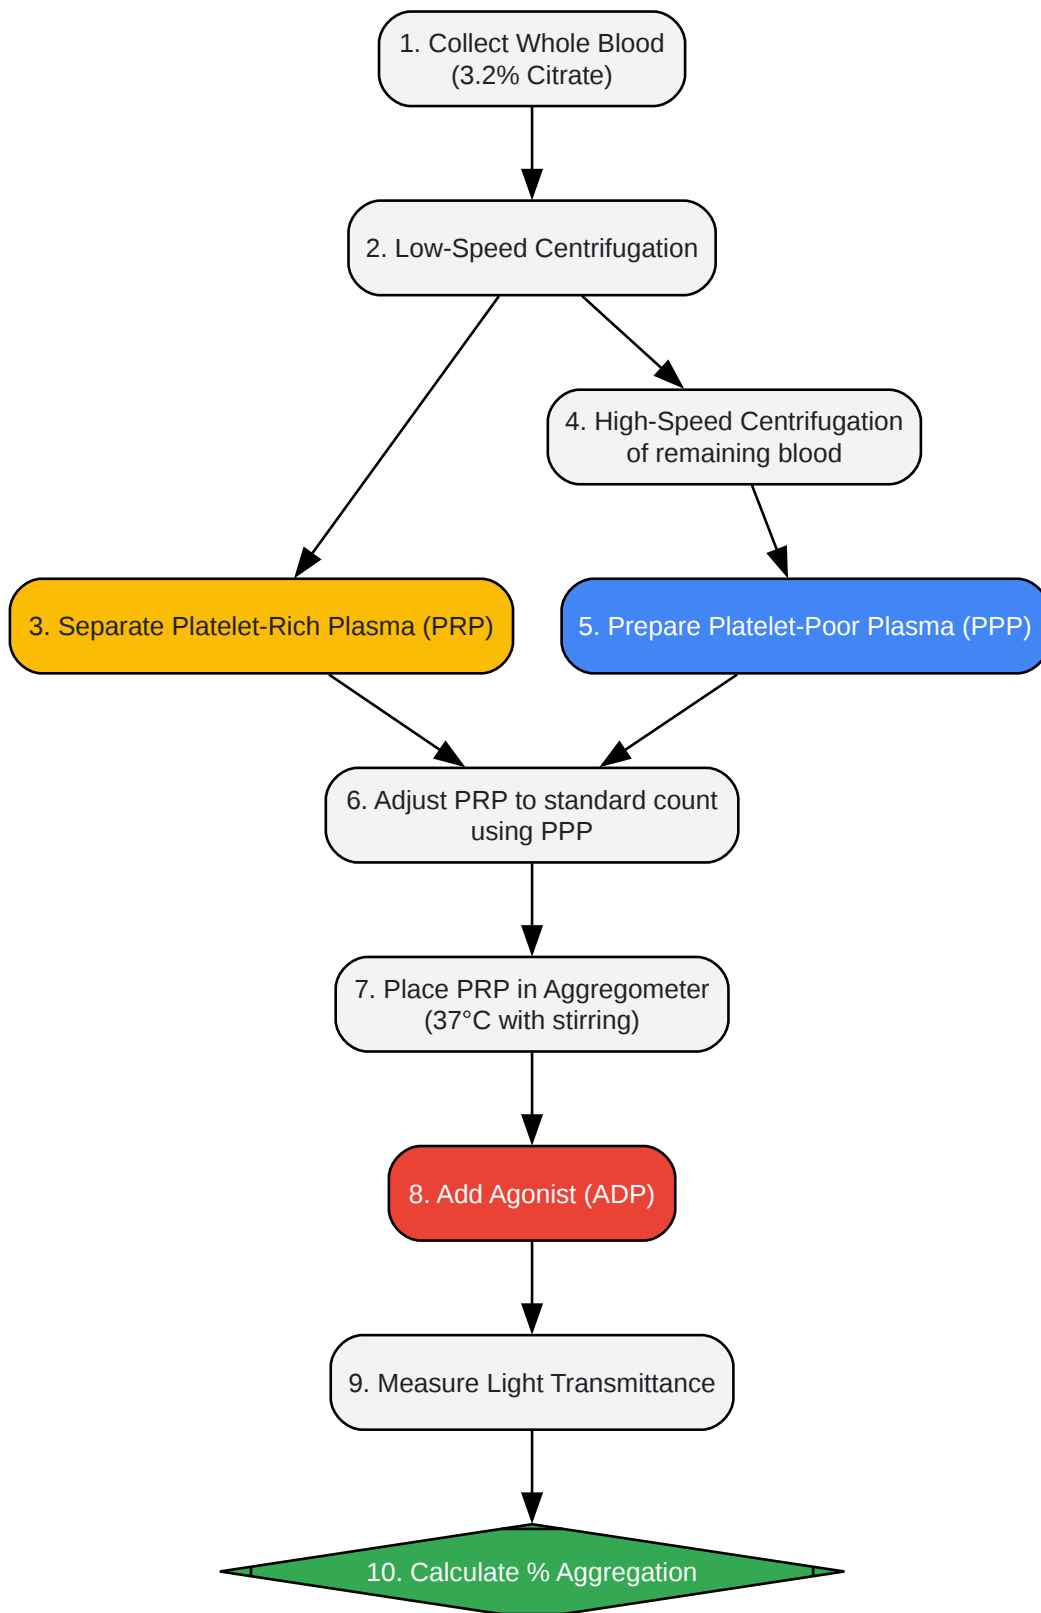 1. Collect Whole Blood
(3.2% Citrate)
2. Low-Speed Centrifugation
4. High-Speed Centrifugation
of remaining blood
3. Separate Platelet-Rich Plasma (PRP)
5. Prepare Platelet-Poor Plasma (PPP)
6. Adjust PRP to standard count
using PPP
7. Place PRP in Aggregometer
(37°C with stirring)
8. Add Agonist (ADP)
9. Measure Light Transmittance
10. Calculate % Aggregation